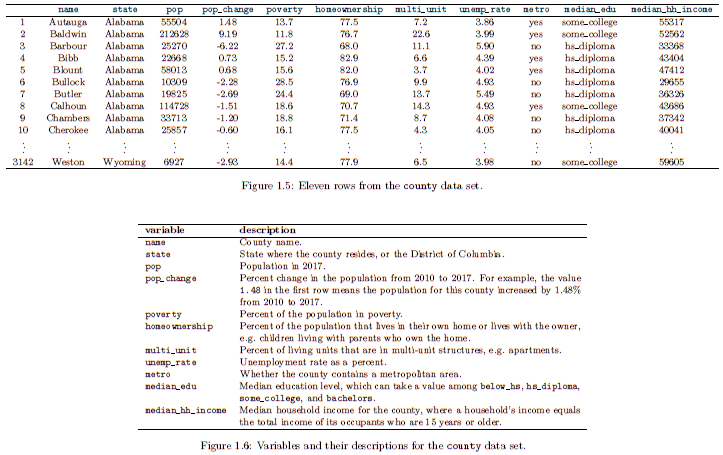 name state pop pop_change poverty homeownership multi_unit unemp_rate metro median_edu median_hh_income
1 Autauga Alabama 55504 1.48 13.7 77.5 7.2 3.86 yes some_college 55317
2 Baldwin Alabama 212628 9.19 11.8 76.7 22.6 3.99 yes some_college 52562
3 Barbour Alabama 25270 -6.22 27.2 68.0 11.1 5.90 no hs_diploma 33368
4 Bibb Alabama 22668 0.73 15.2 82.9 6.6 4.39 yes hs_diploma 43404
5 Blount Alabama 58013 0.68 15.6 82.0 3.7 4.02 yes hs_diploma 47412
6 Bullock Alabama 10309 -2.28 28.5 76.9 9.9 4.93 no hs_diploma 29655
7 Butler Alabama 19825 -2.69 24.4 69.0 13.7 5.49 no hs_diploma 36326
8 Calhoun Alabama 114728 -1.51 18.6 70.7 14.3 4.93 yes some_college 43686
9 Chambers Alabama 33713 -1.20 18.8 71.4 8.7 4.08 no hs_diploma 37342
10 Cherokee Alabama 25857 -0.60 16.1 77.5 4.3 4.05 no hs_diploma 40041
⋮ ⋮ ⋮ ⋮ ⋮ ⋮ ⋮ ⋮ ⋮ ⋮ ⋮ ⋮
3142 Weston Wyoming 6927 -2.93 14.4 77.9 6.5 3.98 no some_college 59605
Figure 1.5: Eleven rows from the county data set.
variable description
name County name.
state State where the county resides, or the District of Columbia.
pop Population in 2017.
pop_change Percent change in the population from 2010 to 2017. For example, the value
1.48 in the first row means the population for this county increased by 1.48%
from 2010 to 2017.
poverty Percent of the population in poverty.
homeownership Percent of the population that lives in their own home or lives with the owner,
e.g. children living with parents who own the home.
multi_unit Percent of living units that are in multi-unit structures, e.g. apartments.
unemp_rate Unemployment rate as a percent.
metro Whether the county contains a metropolitan area.
median_edu Median education level, which can take a value among below_hs, hs_diploma,
some_college, and bachelors.
median_hh_income Median household income for the county, where a household's income equals
the total income of its occupants who are 15 years or older.
Figure 1.6: Variables and their descriptions for the county data set.